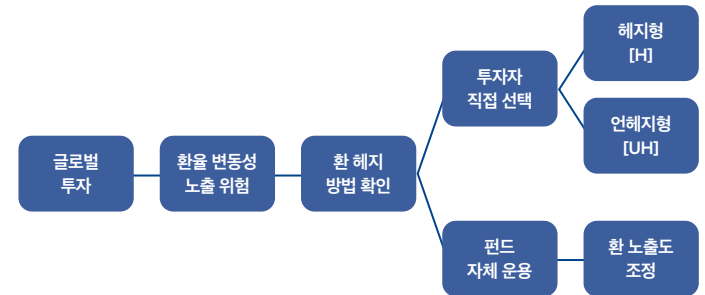 글로벌
투자
환율 변동성
노출 위험
환 헤지
방법 확인
투자자
직접 선택
헤지형
[H]
언헤지형
[UH]
펀드
자체 운용
환 노출도
조정